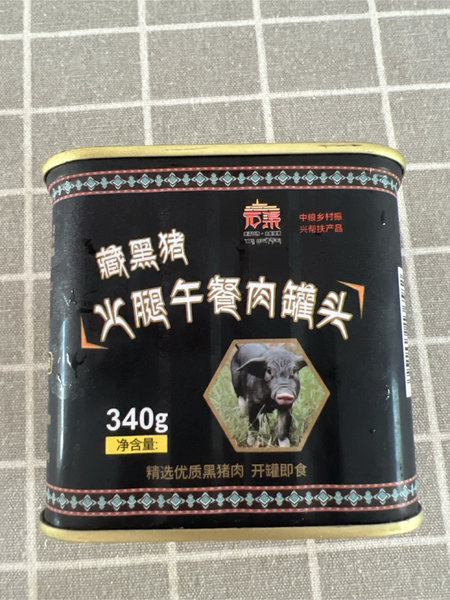 中粮乡村振
兴帮扶产品
藏黑猪
火腿午餐肉罐头
340g
净含量:
精选优质黑猪肉 开罐即食